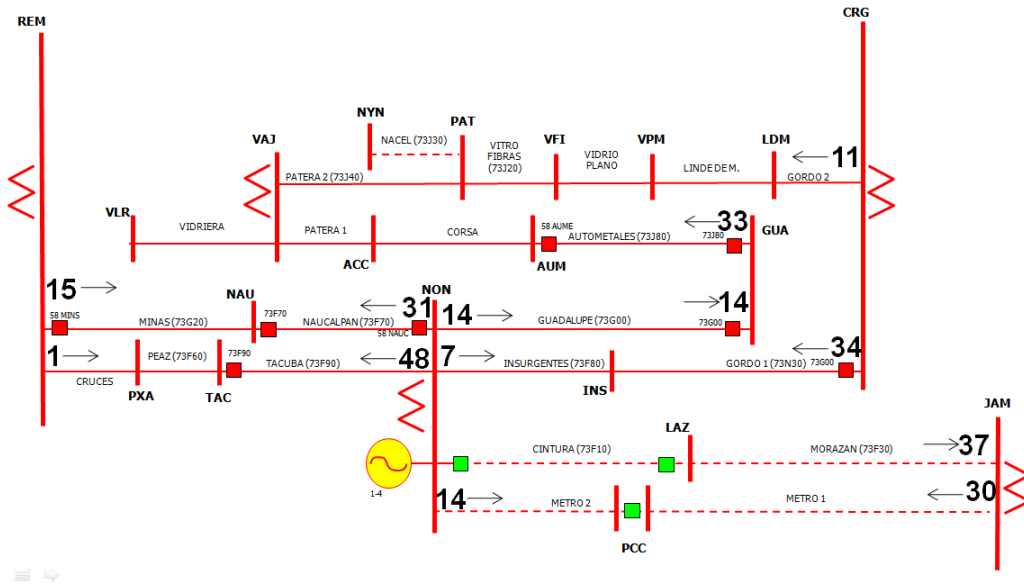 REM
CRG
NYN
NACEL (73J30)
PAT
VAJ
VITRO
FIBRAS
(73J20)
VFI
VIDRIO
PLANO
VPM
LINDE DE M.
LDM
11
PATERA 2 (73J40)
GORDO 2
VLR
VIDRIERA
PATERA 1
ACC
CORSA
58 AUME
AUTOMETALES (73J80)
AUM
33
73J80
GUA
15
58 MINS
MINAS (73G20)
NAU
73F70
NAUCALPAN (73F70)
31
58 NAUC
NON
14
GUADALUPE (73G00)
14
73G00
1
CRUCES
PEAZ (73F60)
PXA
TAC
73F90
TACUBA (73F90)
48
7
INSURGENTES (73F80)
INS
GORDO 1 (73N30)
34
73G00
1-4
CINTURA (73F10)
LAZ
MORAZAN (73F30)
JAM
37
14
METRO 2
PCC
METRO 1
30